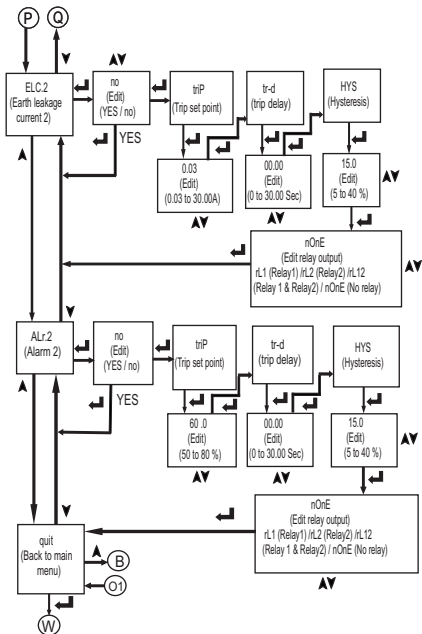 P
Q
ELC.2
(Earth leakage
current 2)
no
(Edit)
(YES / no)
YES
triP
(Trip set point)
0.03
(Edit)
(0.03 to 30.00A)
tr-d
(trip delay)
00.00
(Edit)
(0 to 30.00 Sec)
HYS
(Hysteresis)
15.0
(Edit)
(5 to 40 %)
nOnE
(Edit relay output)
rL1 (Relay1) /rL2 (Relay2) /rL12
(Relay 1 & Relay2) / nOnE (No relay)
ALr.2
(Alarm 2)
no
(Edit)
(YES / no)
YES
triP
(Trip set point)
60 .0
(Edit)
(50 to 80 %)
tr-d
(trip delay)
00.00
(Edit)
(0 to 30.00 Sec)
HYS
(Hysteresis)
15.0
(Edit)
(5 to 40 %)
nOnE
(Edit relay output)
rL1 (Relay1) /rL2 (Relay2) /rL12
(Relay 1 & Relay2) / nOnE (No relay)
quit
(Back to main
menu)
B
O1
W